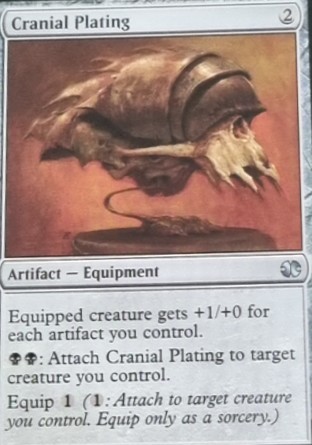 Cranial Plating 2
Artifact — Equipment
Equipped creature gets +1/+0 for
each artifact you control.
: Attach Cranial Plating to target
creature you control.
Equip 1 (1: Attach to target creature
you control. Equip only as a sorcery.)